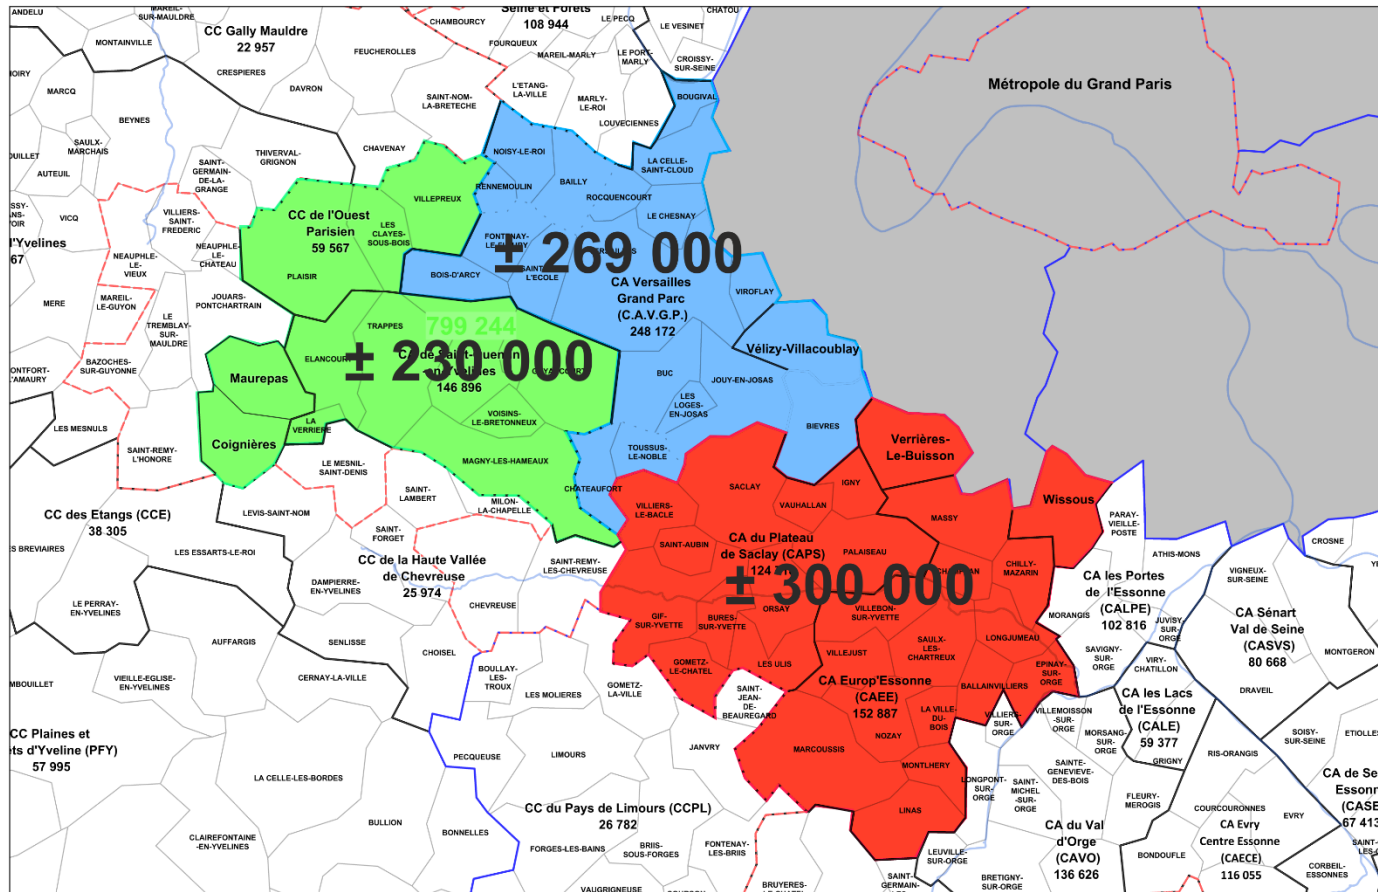 ANDELU
MAREIL-
SUR-MAULDRE
MONTAINVILLE
CC Gally Mauldre
22 957
CHAMBOURCY
FEUCHEROLLES
CRESPIERES
DAVRON
Seine et Forets
108 944
FOURQUEUX
LE PECQ
MAREIL-MARLY
LE PORT-
MARLY
LE VESINET
CHATOU
CROISSY-
SUR-SEINE
L'ETANG-
LA-VILLE
MARLY-
LE-ROI
LOUVECIENNES
BOUGIVAL
Métropole du Grand Paris
MARCQ
BEYNES
SAULX-
MARCHAIS
AUTEUIL
VICQ
THIVERVAL-
GRIGNON
SAINT-
GERMAIN-
DE-LA-
GRANGE
SAINT-NOM-
LA-BRETECHE
CHAVENAY
VILLIERS-
SAINT-
FREDERIC
NEAUPHLE-
LE-
CHÂTEAU
NEAUPHLE-
LE-
VIEUX
l'Yvelines
MERE
MAREIL-
LE-GUYON
JOUARS-
PONTCHARTRAIN
LE
TREMBLAY-
SUR-
MAULDRE
BAZOCHES-
SUR-GUYONNE
LES MESNULS
SAINT-REMY-
L'HONORE
CC de l'Ouest
Parisien
59 567
VILLEPREUX
LES
CLAYES-
SOUS-BOIS
PLAISIR
NOISY-LE-ROI
RENNEMOULIN
BAILLY
ROCQUENCOURT
LA CELLE-
SAINT-CLOUD
LE CHESNAY
BOIS-D'ARCY
± 269 000
CA Versailles
Grand Parc
(C.A.V.G.P.)
248 172
VIROFLAY
Vélizy-Villacoublay
TRAPPES
799 244
ELANCOURT
± 230 000
146 896
Maurepas
Coignières
LA
VERRIERE
VOISINS-
LE-BRETONNEUX
MAGNY-LES-HAMEAUX
BUC
JOUY-EN-JOSAS
LES
LOGES-
EN-JOSAS
BIEVRES
TOUSSUS-
LE-NOBLE
CHATEAUFORT
Verrières-
Le-Buisson
Wissous
LE MESNIL-
SAINT-DENIS
SAINT-
LAMBERT
MILON-
LA-CHAPELLE
LEVIS-SAINT-NOM
SAINT-
FORGET
CC des Etangs (CCE)
38 305
LES ESSARTS-LE-ROI
LE PERRAY-
EN-YVELINES
CC de la Haute Vallée
de Chevreuse
25 974
DAMPIERRE-
EN-YVELINES
SAINT-REMY-
LES-CHEVREUSE
CHEVREUSE
AUFFARGIS
SENLISSE
CHOISEL
CERNAY-LA-VILLE
VIEILLE-EGLISE-
EN-YVELINES
CC Plaines et
57 995
LA CELLE-LES-BORDES
CLAIREFONTAINE
-EN-YVELINES
BULLION
BONNELLES
SACLAY
VAUHALLAN
IGNY
VILLIERS-
LE-BACLE
SAINT-AUBIN
CA du Plateau
de Saclay (CAPS)
PALAISEAU
MASSY
CHILLY-
MAZARIN
± 300 000
GIF-
SUR-YVETTE
BURES-
SUR-YVETTE
ORSAY
VILLEBON-
SUR-YVETTE
GOMETZ-
LE-CHATEL
LES ULIS
VILLEJUST
SAULX-
LES-
CHARTREUX
LONGJUMEAU
EPINAY-
SUR-
ORGE
CA Europ'Essonne
(CAEE)
152 887
BALLAINVILLIERS
LA VILLE-
DU-
BOIS
NOZAY
MARCOUSSIS
MONTLHERY
LINAS
SAINT-
JEAN-
DE-
BEAUREGARD
BOULLAY-
LES-
TROUX
LES MOLIERES
GOMETZ-
LA-VILLE
PECQUEUSE
LIMOURS
JANVRY
CC du Pays de Limours (CCPL)
26 782
FORGES-LES-BAINS
BRIIS-
SOUS-FORGES
FONTENAY-
LES-BRIIS
VAUGRIGNEUSE
BRUYERES-
PARAY-
VIEILLE-
POSTE
ATHIS-MONS
CA les Portes
de l'Essonne
(CALPE)
102 816
MORANGIS
JUVISY-
SUR-
ORGE
SAVIGNY-
SUR-
ORGE
VIRY-
CHATILLON
CROSNE
VIGNEUX-
SUR-SEINE
CA Sénart
Val de Seine
(CASVS)
80 668
MONTGERON
DRAVEIL
CA les Lacs
de l'Essonne
(CALE)
59 377
GRIGNY
RIS-ORANGIS
SOISY-
SUR-SEINE
ETIOLLES
VILLIERS-
SUR-
ORGE
VILLEMOISSON
-SUR-
ORGE
MORSANG-
SUR-
ORGE
SAINTE-
GENEVIEVE-
DES-BOIS
LONGPONT-
SUR-
ORGE
SAINT-
MICHEL
-SUR-
ORGE
FLEURY-
MEROGIS
CA du Val
d'Orge
(CAVO)
136 626
COURCOURONNES
EVRY
CA Evry
Centre Essonne
(CAECE)
116 055
BONDOUFLE
CORBEIL-
ESSONNES
67 413
LEUVILLE-
SUR-ORGE
BRETIGNY-
SUR-ORGE
SAINT-
GERMAIN-